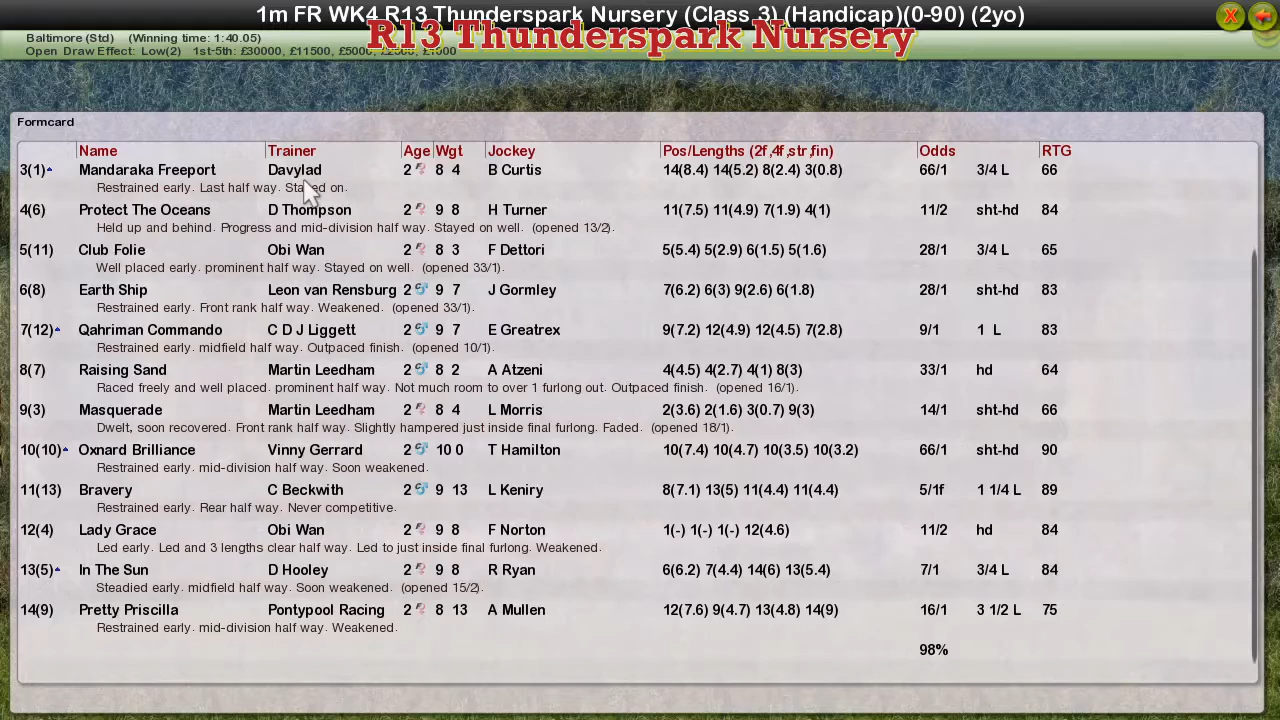 1m FR WK4 R13 Thunderspark Nursery (Class 3) (Handicap)(0-90) (2yo)
R13 Thunderspark Nursery
Baltimore (Std) (Winning time: 1:40.05)
Open Draw Effect: Low(2) 1st-5th: £30000, £11500, £5000, £2500, £1000
Formcard
Name Trainer Age Wgt Jockey Pos/Lengths (2f,4f,str,fin) Odds RTG
3(1) Mandaraka Freeport Davylad 2 8 4 B Curtis 14(8.4) 14(5.2) 8(2.4) 3(0.8) 66/1 3/4 L 66
Restrained early. Last half way. Stayed on.
4(6) Protect The Oceans D Thompson 2 9 8 H Turner 11(7.5) 11(4.9) 7(1.9) 4(1) 11/2 sht-hd 84
Held up and behind. Progress and mid-division half way. Stayed on well. (opened 13/2).
5(11) Club Folie Obi Wan 2 8 3 F Dettori 5(5.4) 5(2.9) 6(1.5) 5(1.6) 28/1 3/4 L 65
Well placed early. prominent half way. Stayed on well. (opened 33/1).
6(8) Earth Ship Leon van Rensburg 2 9 7 J Gormley 7(6.2) 6(3) 9(2.6) 6(1.8) 28/1 sht-hd 83
Restrained early. Front rank half way. Weakened. (opened 33/1).
7(12) Qahriman Commando C D J Liggett 2 9 7 E Greatrex 9(7.2) 12(4.9) 12(4.5) 7(2.8) 9/1 1 L 83
Restrained early. midfield half way. Outpaced finish. (opened 10/1).
8(7) Raising Sand Martin Leedham 2 8 2 A Atzeni 4(4.5) 4(2.7) 4(1) 8(3) 33/1 hd 64
Raced freely and well placed. prominent half way. Not much room to over 1 furlong out. Outpaced finish. (opened 16/1).
9(3) Masquerade Martin Leedham 2 8 4 L Morris 2(3.6) 2(1.6) 3(0.7) 9(3) 14/1 sht-hd 66
Dwelt, soon recovered. Front rank half way. Slightly hampered just inside final furlong. Faded. (opened 18/1).
10(10) Oxnard Brilliance Vinny Gerrard 2 10 0 T Hamilton 10(7.4) 10(4.7) 10(3.5) 10(3.2) 66/1 sht-hd 90
Restrained early. mid-division half way. Soon weakened.
11(13) Bravery C Beckwith 2 9 13 L Keniry 8(7.1) 13(5) 11(4.4) 11(4.4) 5/1f 1 1/4 L 89
Restrained early. Rear half way. Never competitive.
12(4) Lady Grace Obi Wan 2 9 8 F Norton 1(-) 1(-) 1(-) 12(4.6) 11/2 hd 84
Led early. Led and 3 lengths clear half way. Led to just inside final furlong. Weakened.
13(5) In The Sun D Hooley 2 9 8 R Ryan 6(6.2) 7(4.4) 14(6) 13(5.4) 7/1 3/4 L 84
Steadied early. midfield half way. Soon weakened. (opened 15/2).
14(9) Pretty Priscilla Pontypool Racing 2 8 13 A Mullen 12(7.6) 9(4.7) 13(4.8) 14(9) 16/1 3 1/2 L 75
Restrained early. mid-division half way. Weakened.
98%